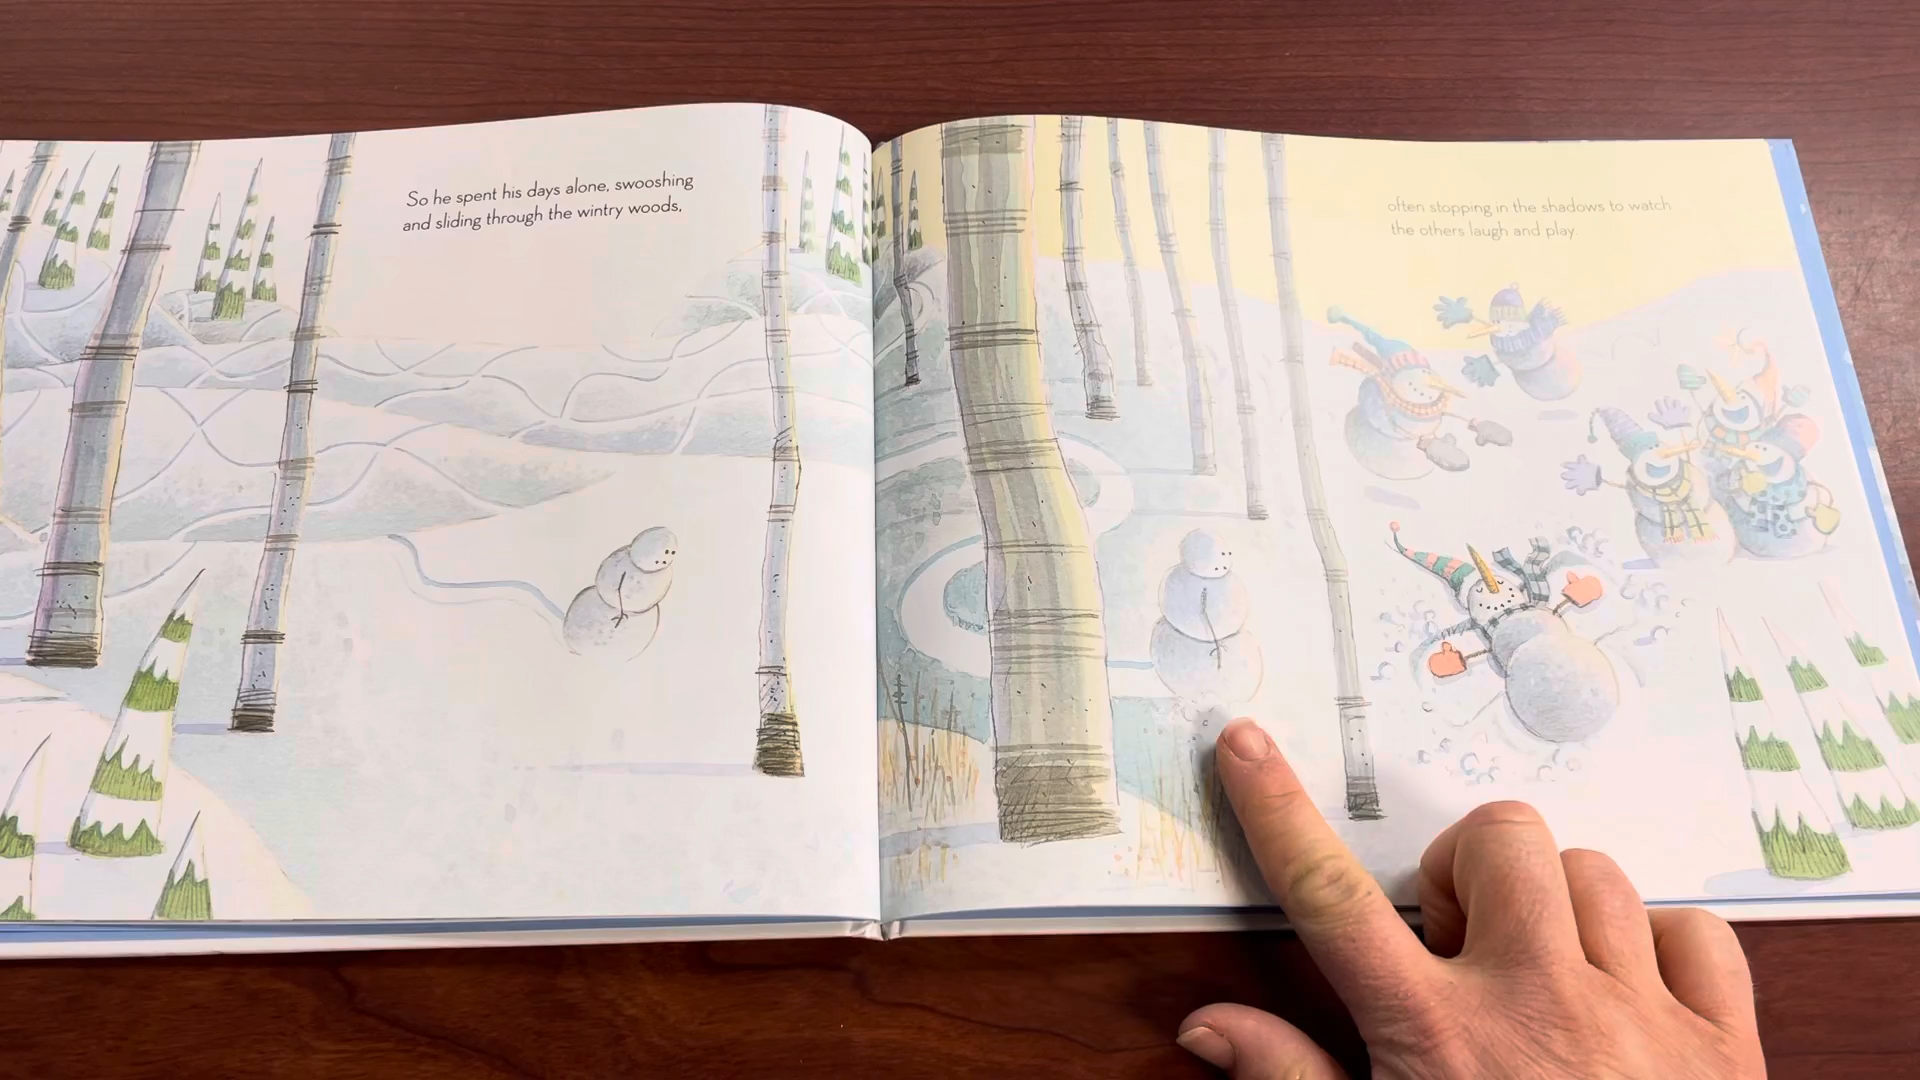 So he spent his days alone, swooshing
and sliding through the wintry woods,
often stopping in the shadows to watch
the others laugh and play.